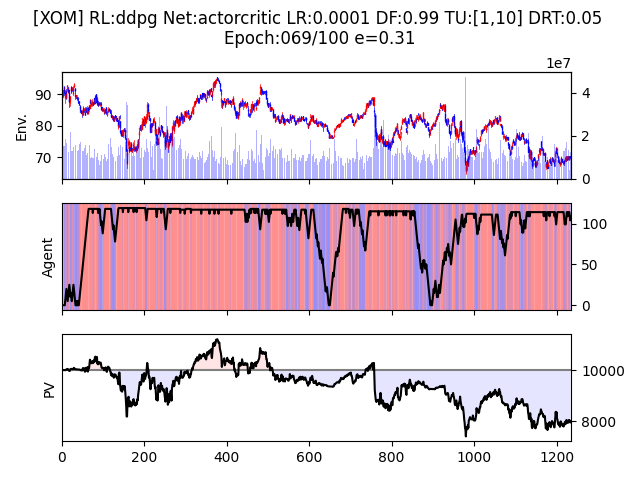 [XOM] RL:ddpg Net:actorcritic LR:0.0001 DF:0.99 TU:[1,10] DRT:0.05
Epoch:069/100 e=0.31
1e7
Env.
90
80
70
4
2
0
Agent
100
50
0
PV
10000
8000
0 200 400 600 800 1000 1200